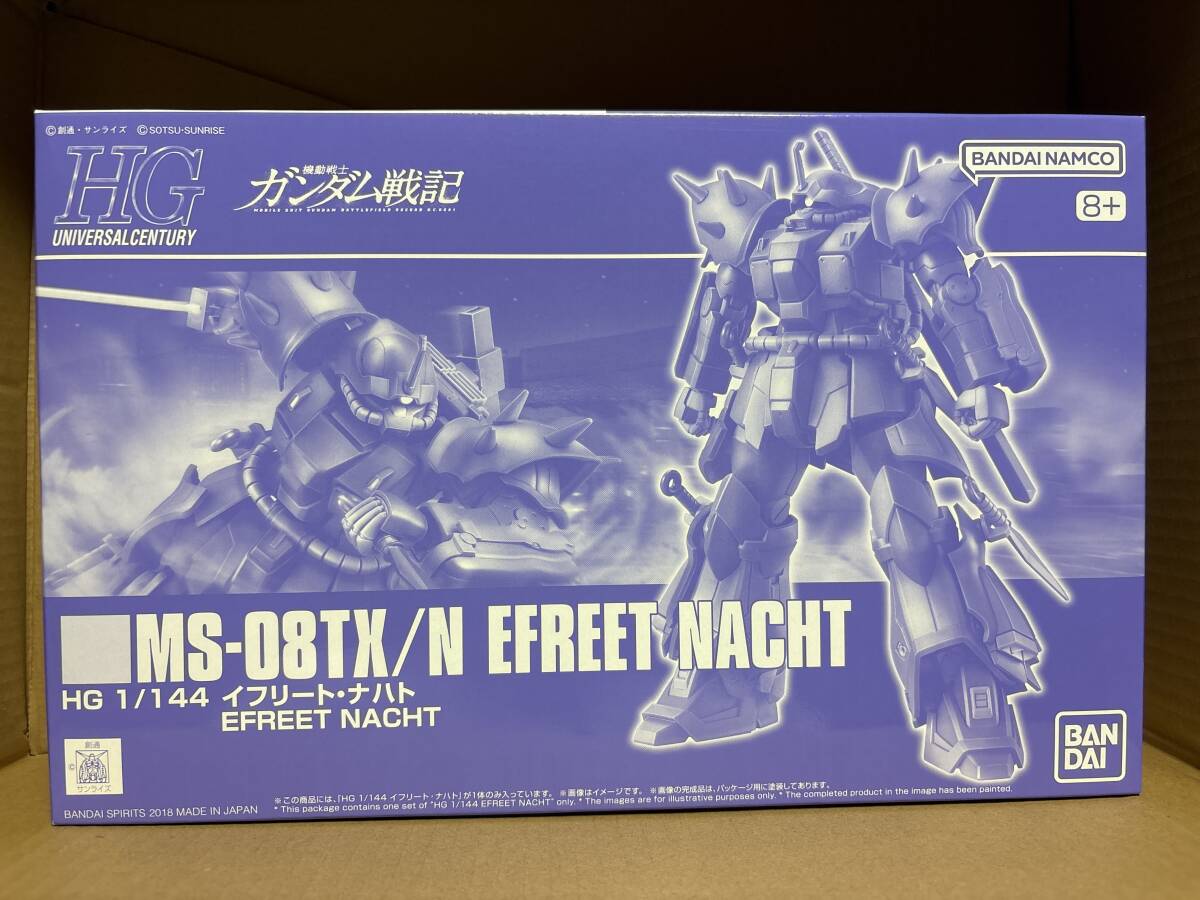 ©創通・サンライズ ©SOTSU・SUNRISE
HG
UNIVERSALCENTURY
機動戦士
ガンダム戦記
MOBILE SUIT GUNDAM BATTLEFIELD RECORD U.C.0081
BANDAI NAMCO
8+
MS-08TX/N EFREET NACHT
HG 1/144 イフリート・ナハト
EFREET NACHT
創通
©
サンライズ
BAN
DAI
※この商品には、「HG 1/144 イフリート・ナハト」が1体のみ入っています。 ※画像はイメージです。 ※画像の完成品は、パッケージ用に塗装してあります。
* This package contains one set of "HG 1/144 EFREET NACHT" only. * The images are for illustrative purposes only. * The completed product in the image has been painted.
BANDAI SPIRITS 2018 MADE IN JAPAN